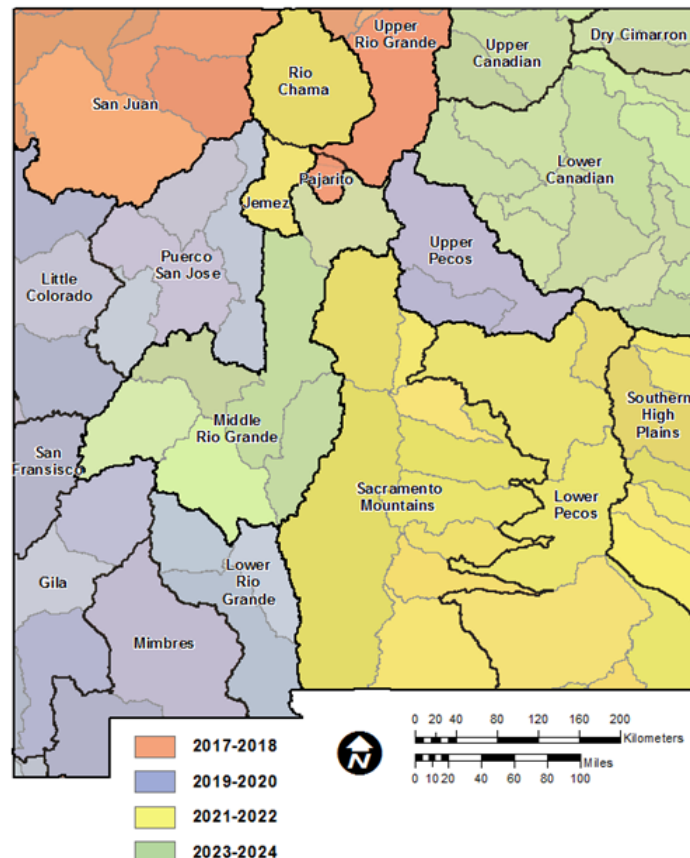 Upper
Rio Grande
Upper
Canadian
Dry Cimarron
Rio
Chama
San Juan
Lower
Canadian
Pajarito
Jemez
Upper
Pecos
Puerco
San Jose
Little
Colorado
Southern
High
Plains
Middle
Rio Grande
San
Fransisco
Sacramento
Mountains
Lower
Pecos
Lower
Rio
Grande
Gila
Mimbres
2017-2018
2019-2020
2021-2022
2023-2024
N
0 20 40 80 120 160 200
Kilometers
Miles
0 10 20 40 60 80 100